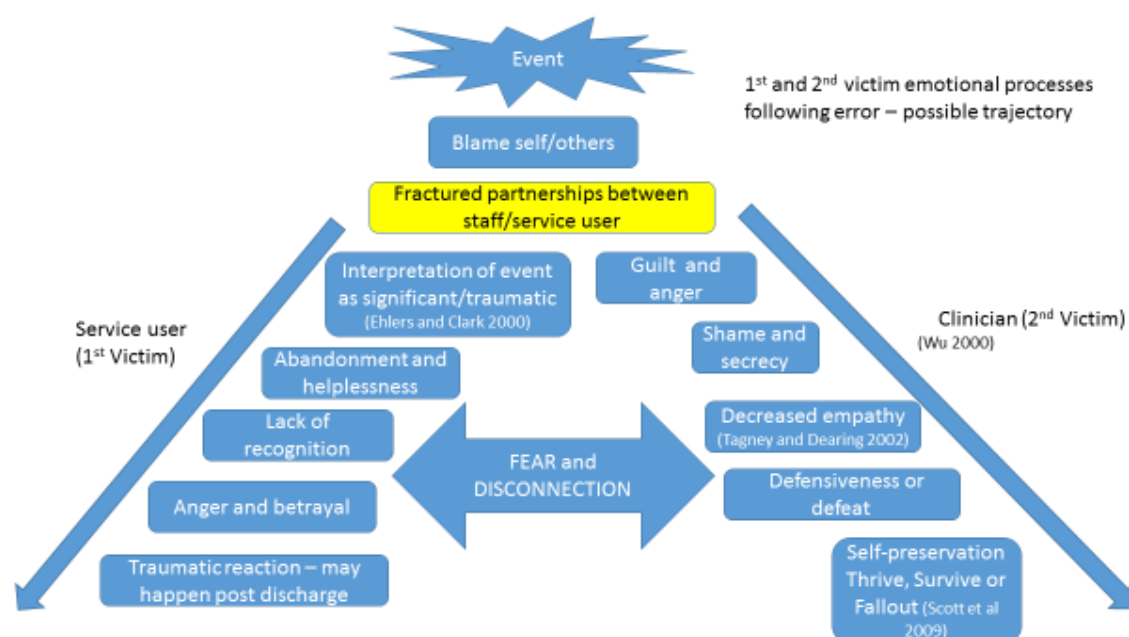 Event
1st and 2nd victim emotional processes
following error – possible trajectory
Blame self/others
Fractured partnerships between
staff/service user
Interpretation of event
as significant/traumatic
(Ehlers and Clark 2000)
Guilt and
anger
Service user
(1st Victim)
Clinician (2nd Victim)
(Wu 2000)
Shame and
secrecy
Abandonment and
helplessness
Lack of
recognition
Decreased empathy
(Tagney and Dearing 2002)
FEAR and
DISCONNECTION
Defensiveness or
defeat
Anger and betrayal
Traumatic reaction – may
happen post discharge
Self-preservation
Thrive, Survive or
Fallout (Scott et al
2009)